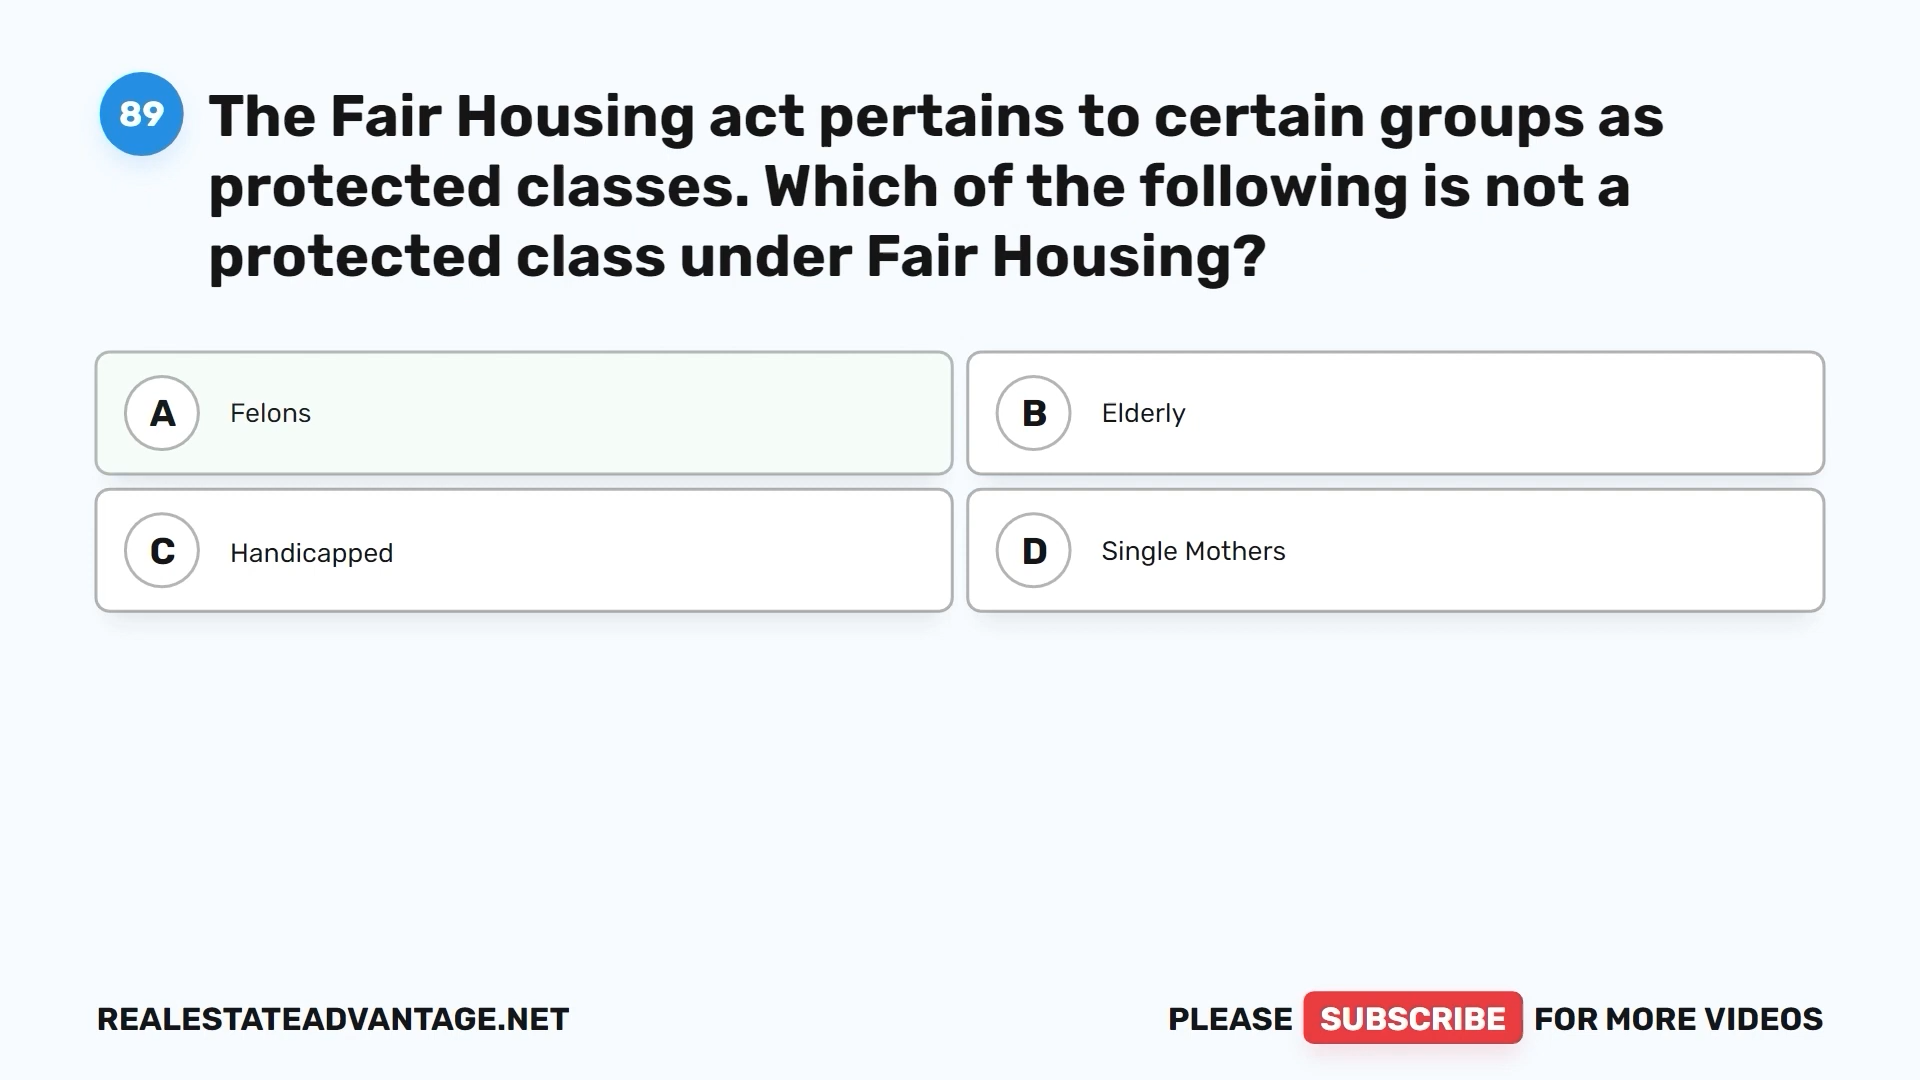 89
The Fair Housing act pertains to certain groups as
protected classes. Which of the following is not a
protected class under Fair Housing?
A Felons
B Elderly
C Handicapped
D Single Mothers
REALESTATEADVANTAGE.NET
PLEASE SUBSCRIBE FOR MORE VIDEOS